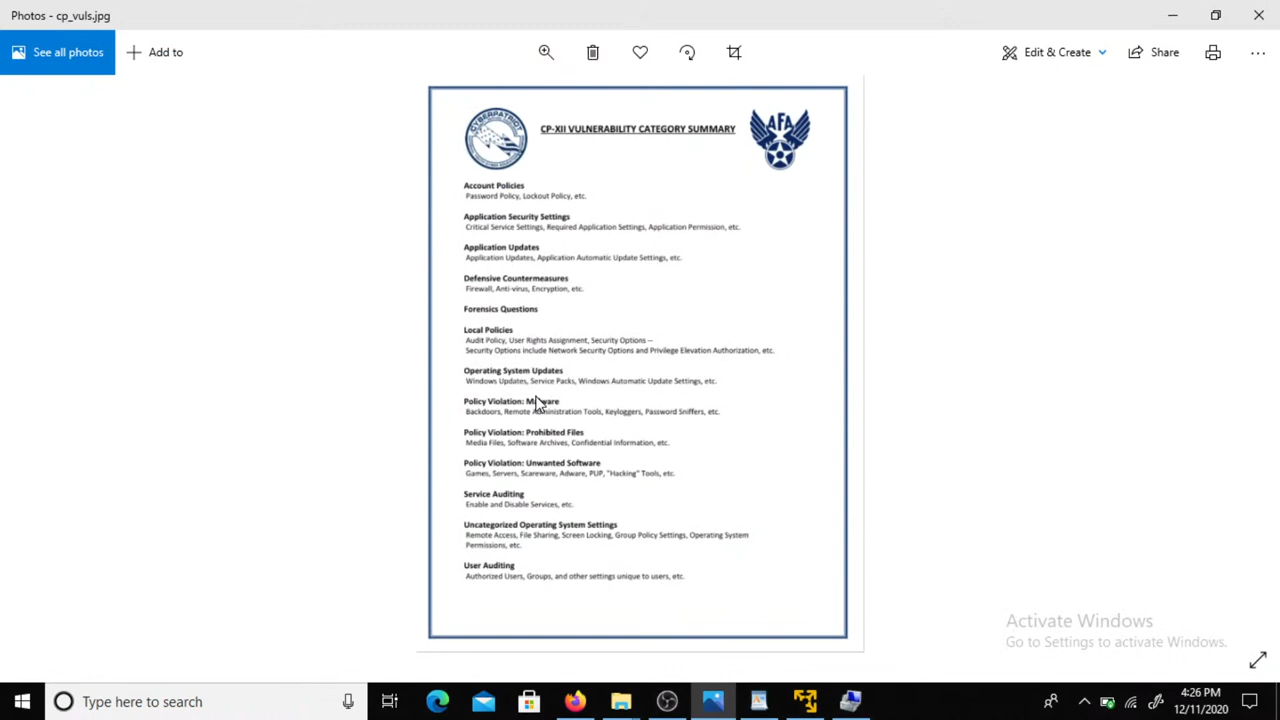 Photos - cp_vuls.jpg
See all photos
Add to
Edit & Create
Share
CYBERPATRIOT
AFA
CP-XII VULNERABILITY CATEGORY SUMMARY
Account Policies
Password Policy, Lockout Policy, etc.
Application Security Settings
Critical Service Settings, Required Application Settings, Application Permission, etc.
Application Updates
Application Updates, Application Automatic Update Settings, etc.
Defensive Countermeasures
Firewall, Anti-virus, Encryption, etc.
Forensics Questions
Local Policies
Audit Policy, User Rights Assignment, Security Options --
Security Options include Network Security Options and Privilege Elevation Authorization, etc.
Operating System Updates
Windows Updates, Service Packs, Windows Automatic Update Settings, etc.
Policy Violation: Malware
Backdoors, Remote Administration Tools, Keyloggers, Password Sniffers, etc.
Policy Violation: Prohibited Files
Media Files, Software Archives, Confidential Information, etc.
Policy Violation: Unwanted Software
Games, Servers, Scareware, Adware, PUP, "Hacking" Tools, etc.
Service Auditing
Enable and Disable Services, etc.
Uncategorized Operating System Settings
Remote Access, File Sharing, Screen Locking, Group Policy Settings, Operating System
Permissions, etc.
User Auditing
Authorized Users, Groups, and other settings unique to users, etc.
Activate Windows
Go to Settings to activate Windows.
Type here to search
4:26 PM
12/11/2020